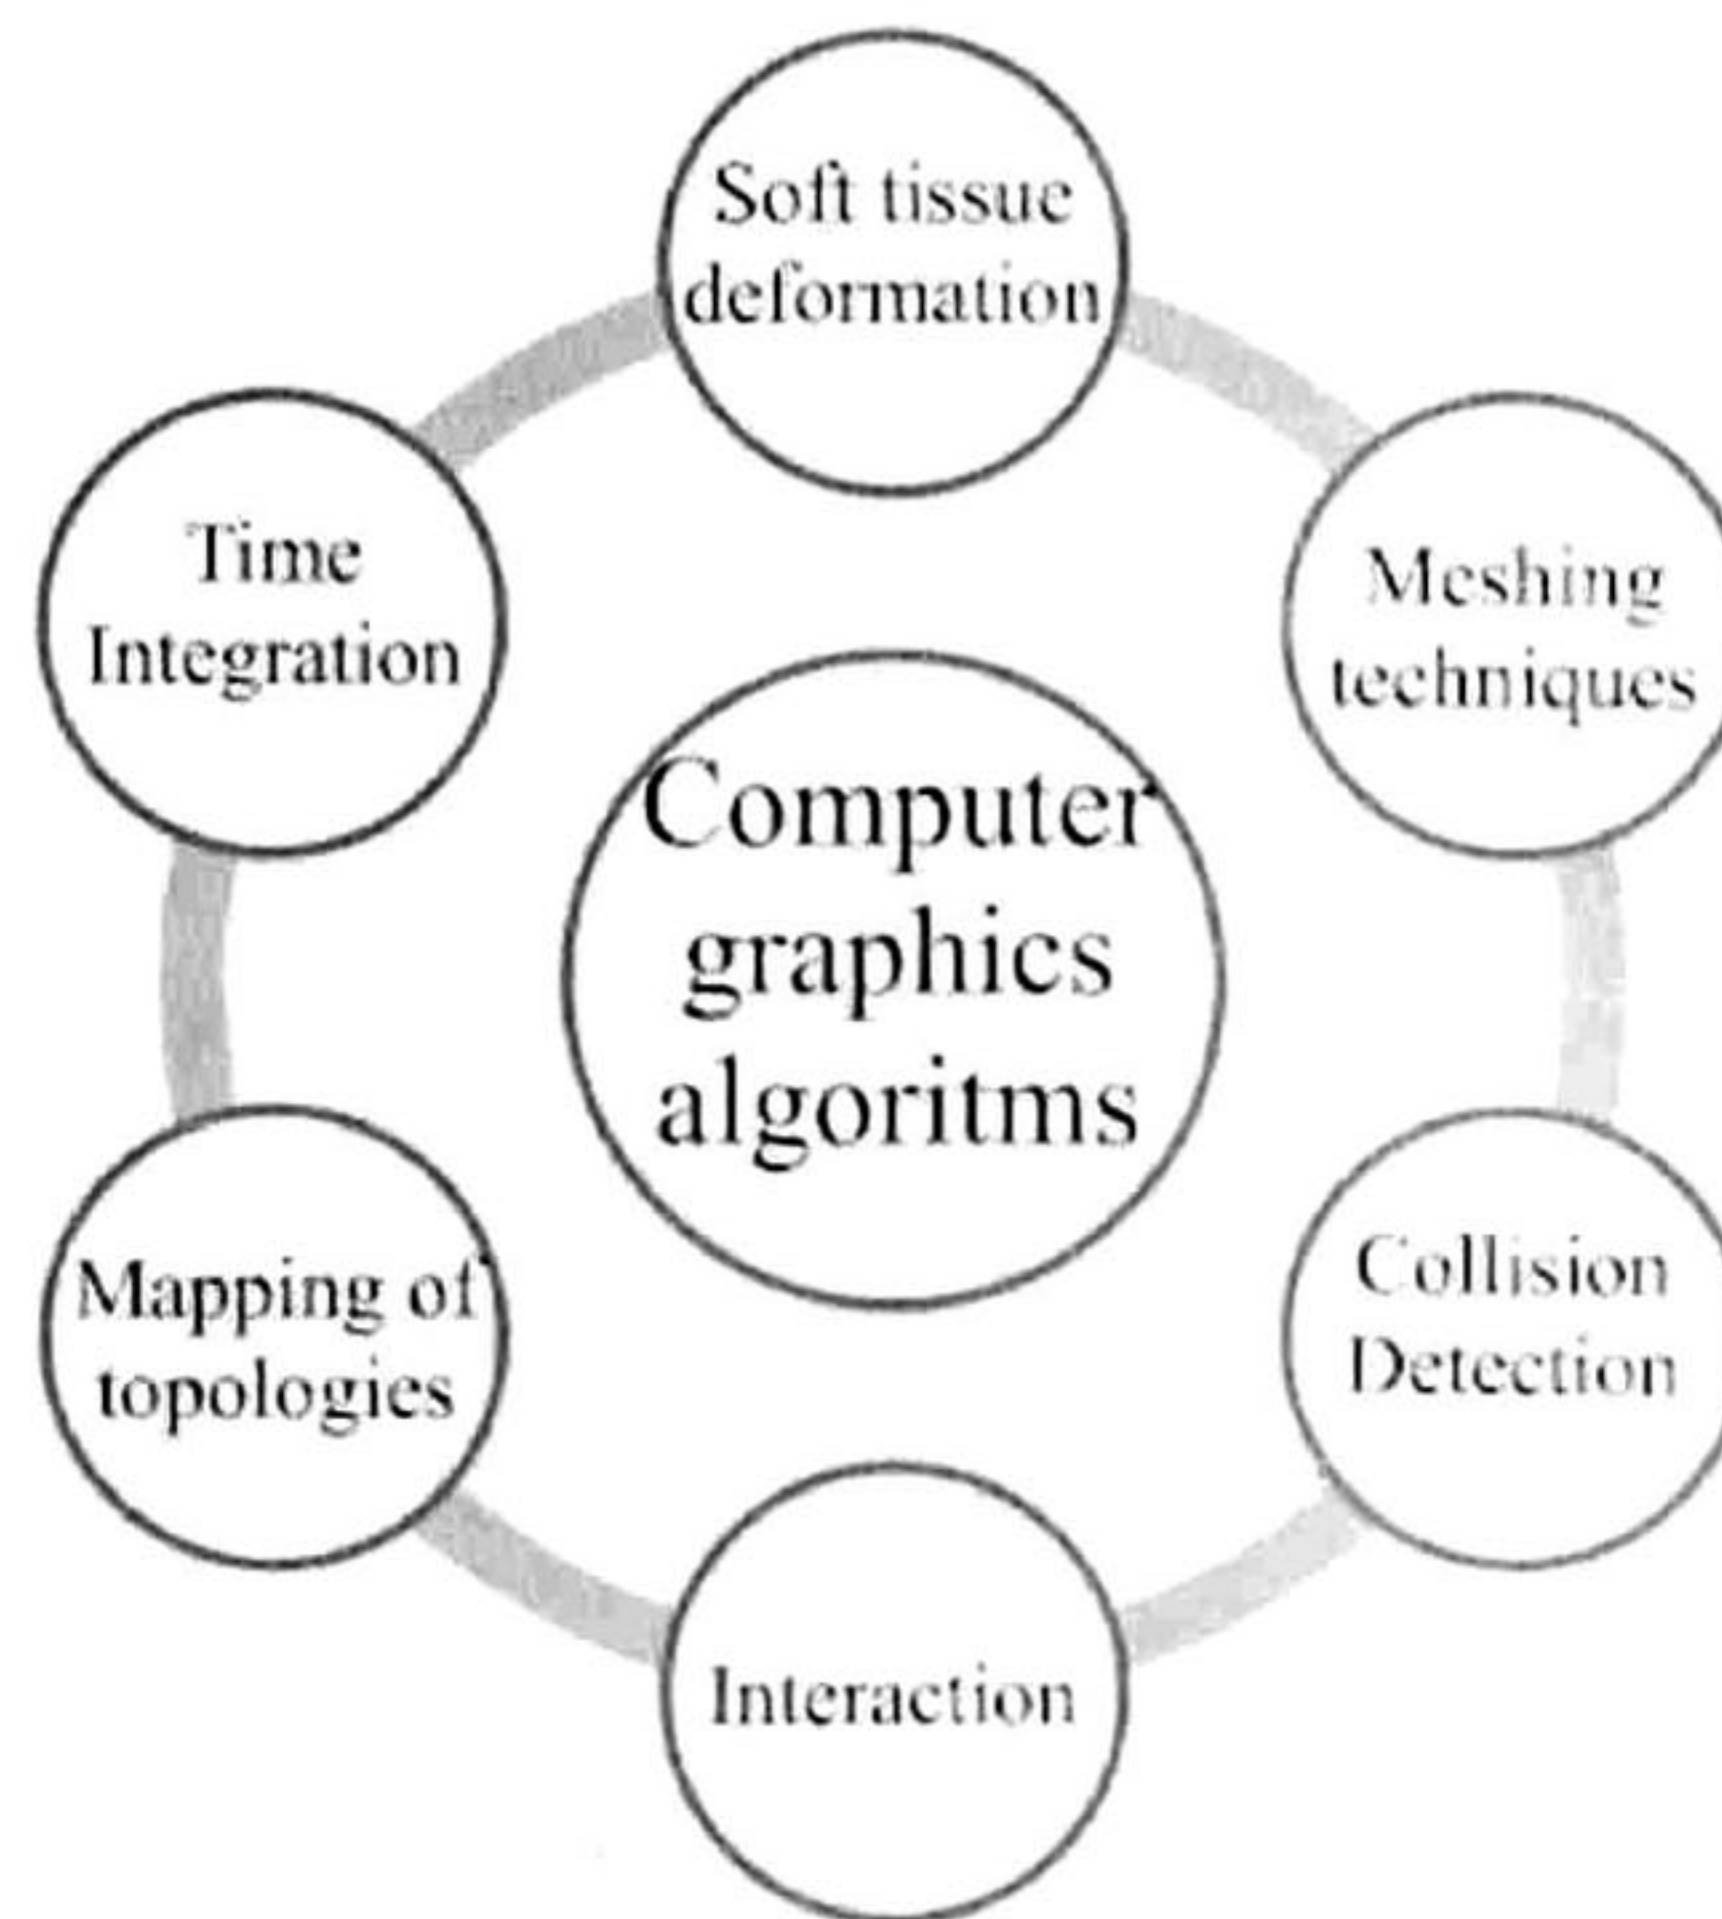 Soft tissue
deformation
Meshing
techniques
Collision
Detection
Interaction
Mapping of
topologies
Time
Integration
Computer
graphics
algoritms